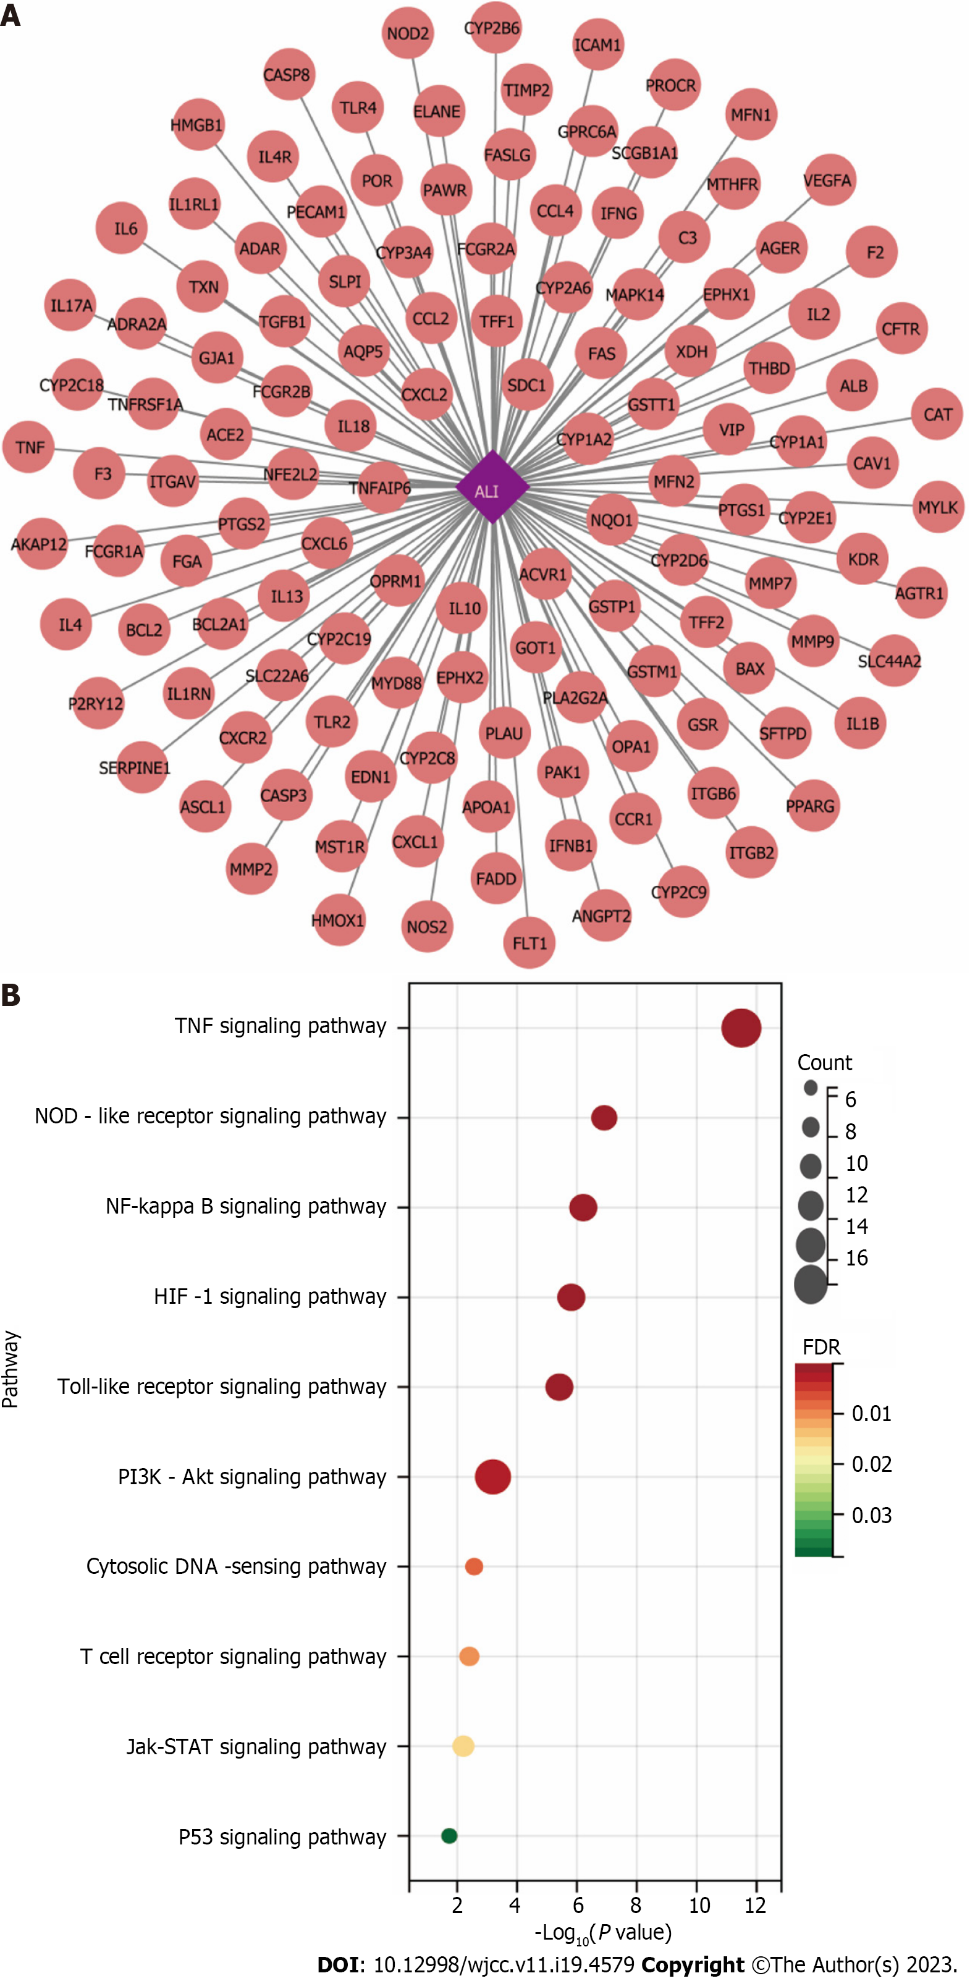 A
NOD2
CYP2B6
ICAM1
CASP8
TLR4
ELANE
TIMP2
PROCR
MFN1
HMGB1
IL4R
POR
PAWR
FASLG
GPRC6A
SCGB1A1
MTHFR
VEGFA
IL6
IL1RL1
PECAM1
CCL4
IFNG
C3
AGER
F2
ADAR
CYP3A4
FCGR2A
TXN
SLPI
CYP2A6
MAPK14
EPHX1
IL17A
ADRA2A
TGFB1
CCL2
TFF1
IL2
CFTR
GJA1
AQP5
FAS
XDH
THBD
CYP2C18
TNFRSF1A
FCGR2B
CXCL2
SDC1
GSTT1
ALB
CAT
TNF
ACE2
IL18
CYP1A2
VIP
CYP1A1
F3
ITGAV
NFE2L2
TNFAIP6
ALI
MFN2
CAV1
PTGS1
CYP2E1
MYLK
AKAP12
FCGR1A
PTGS2
NQO1
FGA
CXCL6
CYP2D6
KDR
IL13
OPRM1
ACVR1
MMP7
AGTR1
IL4
BCL2
BCL2A1
IL10
GSTP1
TFF2
CYP2C19
GOT1
MMP9
SLC44A2
P2RY12
IL1RN
SLC22A6
MYD88
EPHX2
PLA2G2A
GSTM1
BAX
CXCR2
TLR2
PLAU
OPA1
GSR
SFTPD
IL1B
SERPINE1
CYP2C8
EDN1
PAK1
ASCL1
CASP3
APOA1
CCR1
ITGB6
PPARG
MMP2
MST1R
CXCL1
IFNB1
ITGB2
FADD
CYP2C9
HMOX1
NOS2
FLT1
ANGPT2
B
TNF signaling pathway
NOD - like receptor signaling pathway
NF-kappa B signaling pathway
HIF -1 signaling pathway
Toll-like receptor signaling pathway
PI3K - Akt signaling pathway
Cytosolic DNA -sensing pathway
T cell receptor signaling pathway
Jak-STAT signaling pathway
P53 signaling pathway
Pathway
2 4 6 8 10 12
-Log10(P value)
Count
6
8
10
12
14
16
FDR
0.01
0.02
0.03
DOI: 10.12998/wjcc.v11.i19.4579 Copyright ©The Author(s) 2023.